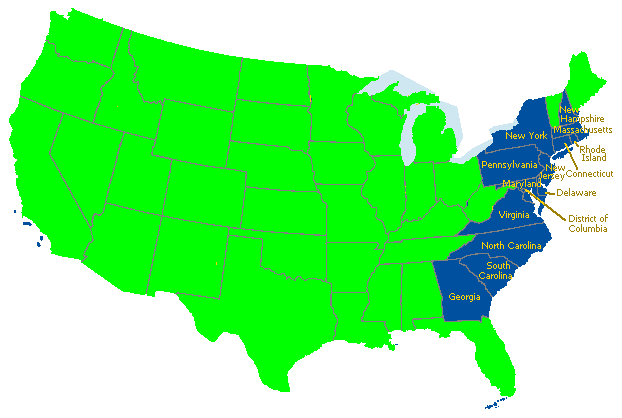 New
Hampshire
Massachusetts
New York
Rhode
Island
Pennsylvania
New
Jersey
Connecticut
Maryland
Delaware
Virginia
District of
Columbia
North Carolina
South
Carolina
Georgia